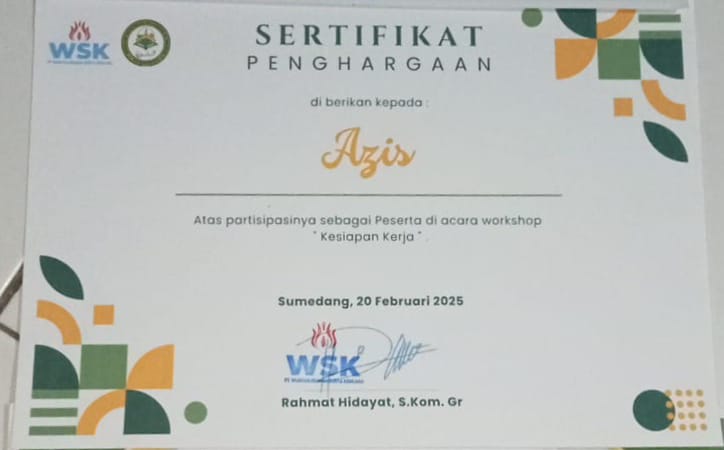 WSK
SERTIFIKAT
PENGHARGAAN
di berikan kepada :
Azis
Atas partisipasinya sebagai Peserta di acara workshop
" Kesiapan Kerja " .
Sumedang, 20 Februari 2025
WSK
Rahmat Hidayat, S.Kom. Gr